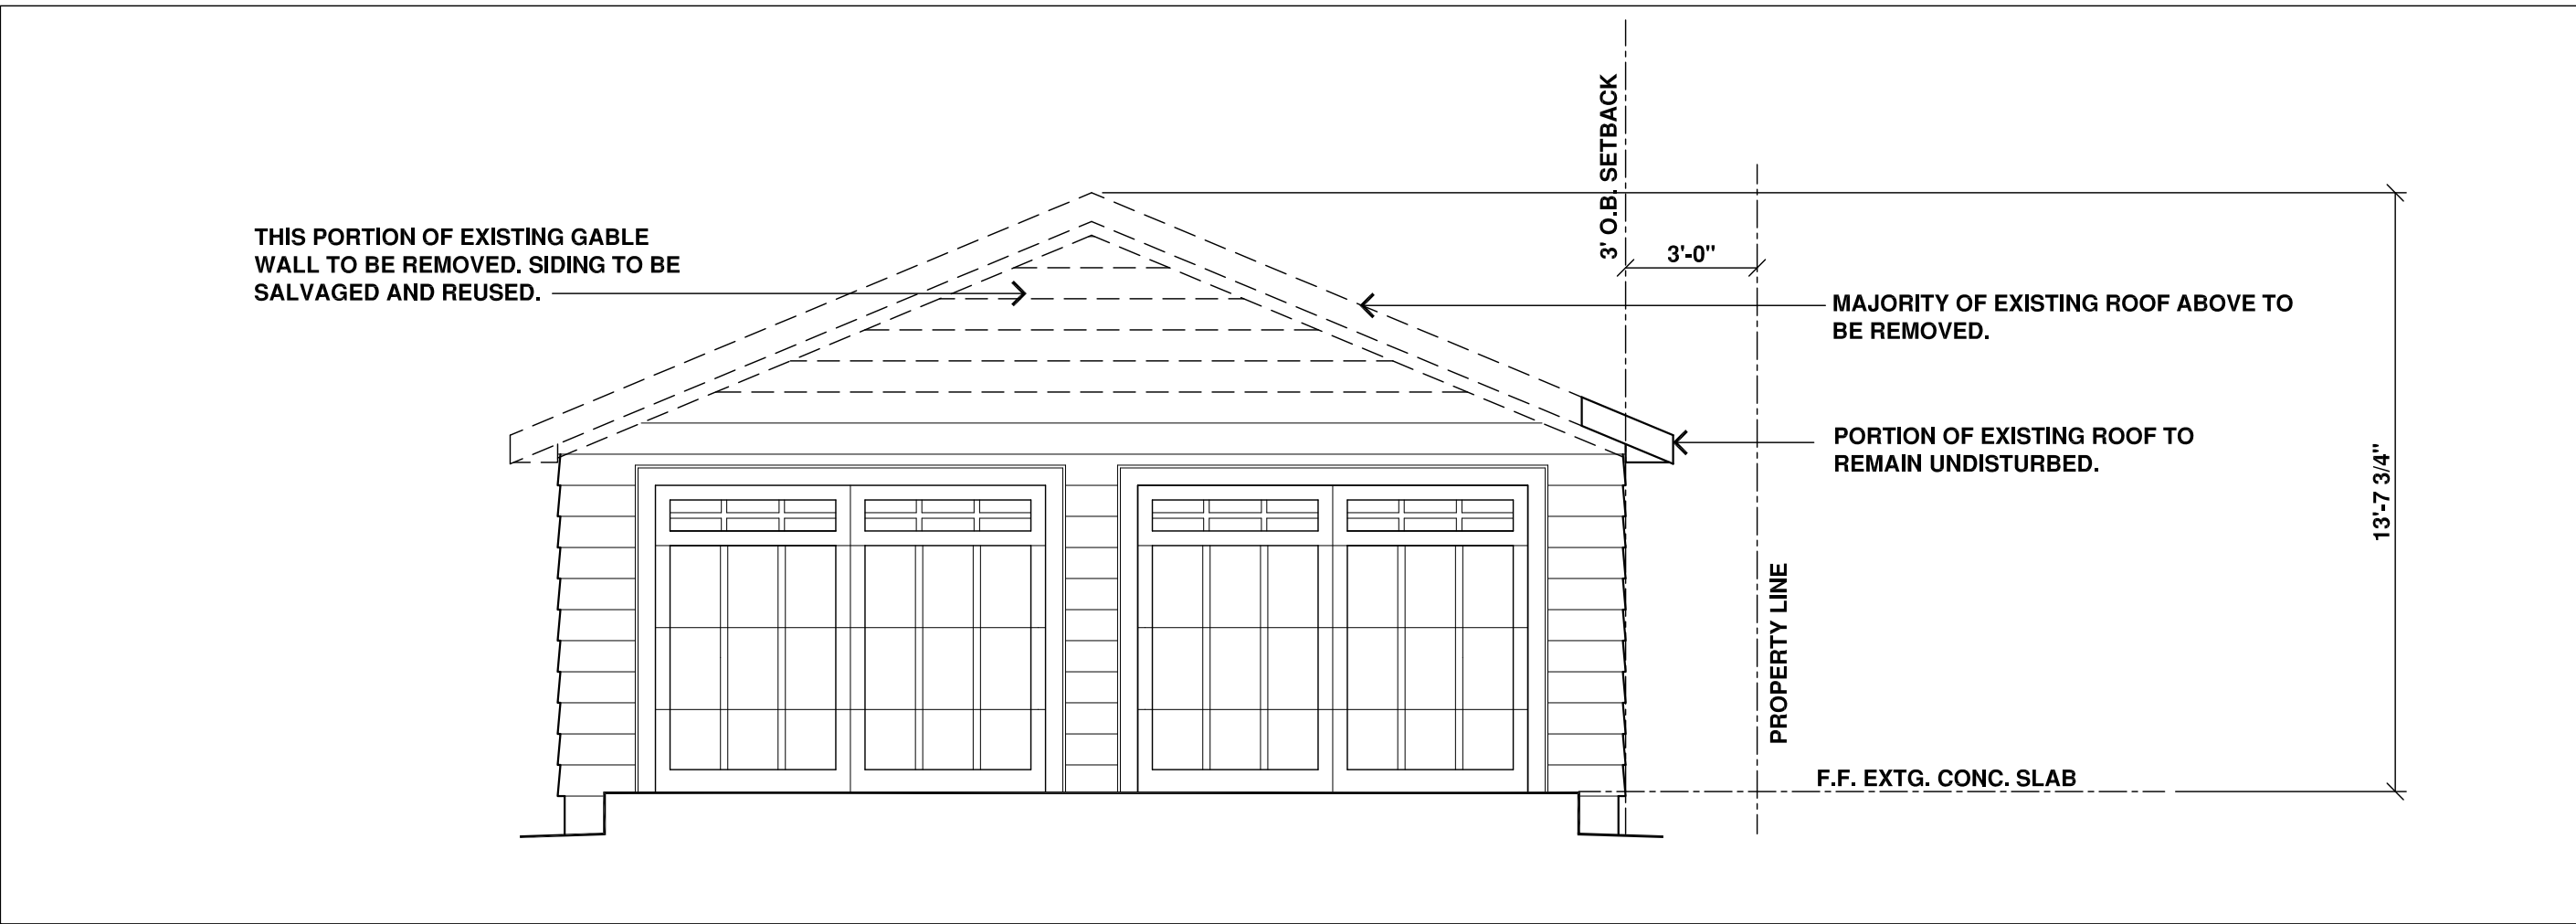 THIS PORTION OF EXISTING GABLE
WALL TO BE REMOVED. SIDING TO BE
SALVAGED AND REUSED.
3' O.B. SETBACK
3'-0"
MAJORITY OF EXISTING ROOF ABOVE TO
BE REMOVED.
PORTION OF EXISTING ROOF TO
REMAIN UNDISTURBED.
13'-7 3/4"
PROPERTY LINE
F.F. EXTG. CONC. SLAB